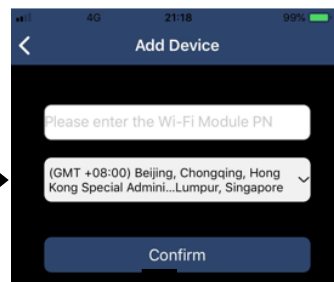 4G 21:18 99%
Add Device
Please enter the Wi-Fi Module PN
(GMT +08:00) Beijing, Chongqing, Hong
Kong Special Admini...Lumpur, Singapore
Confirm